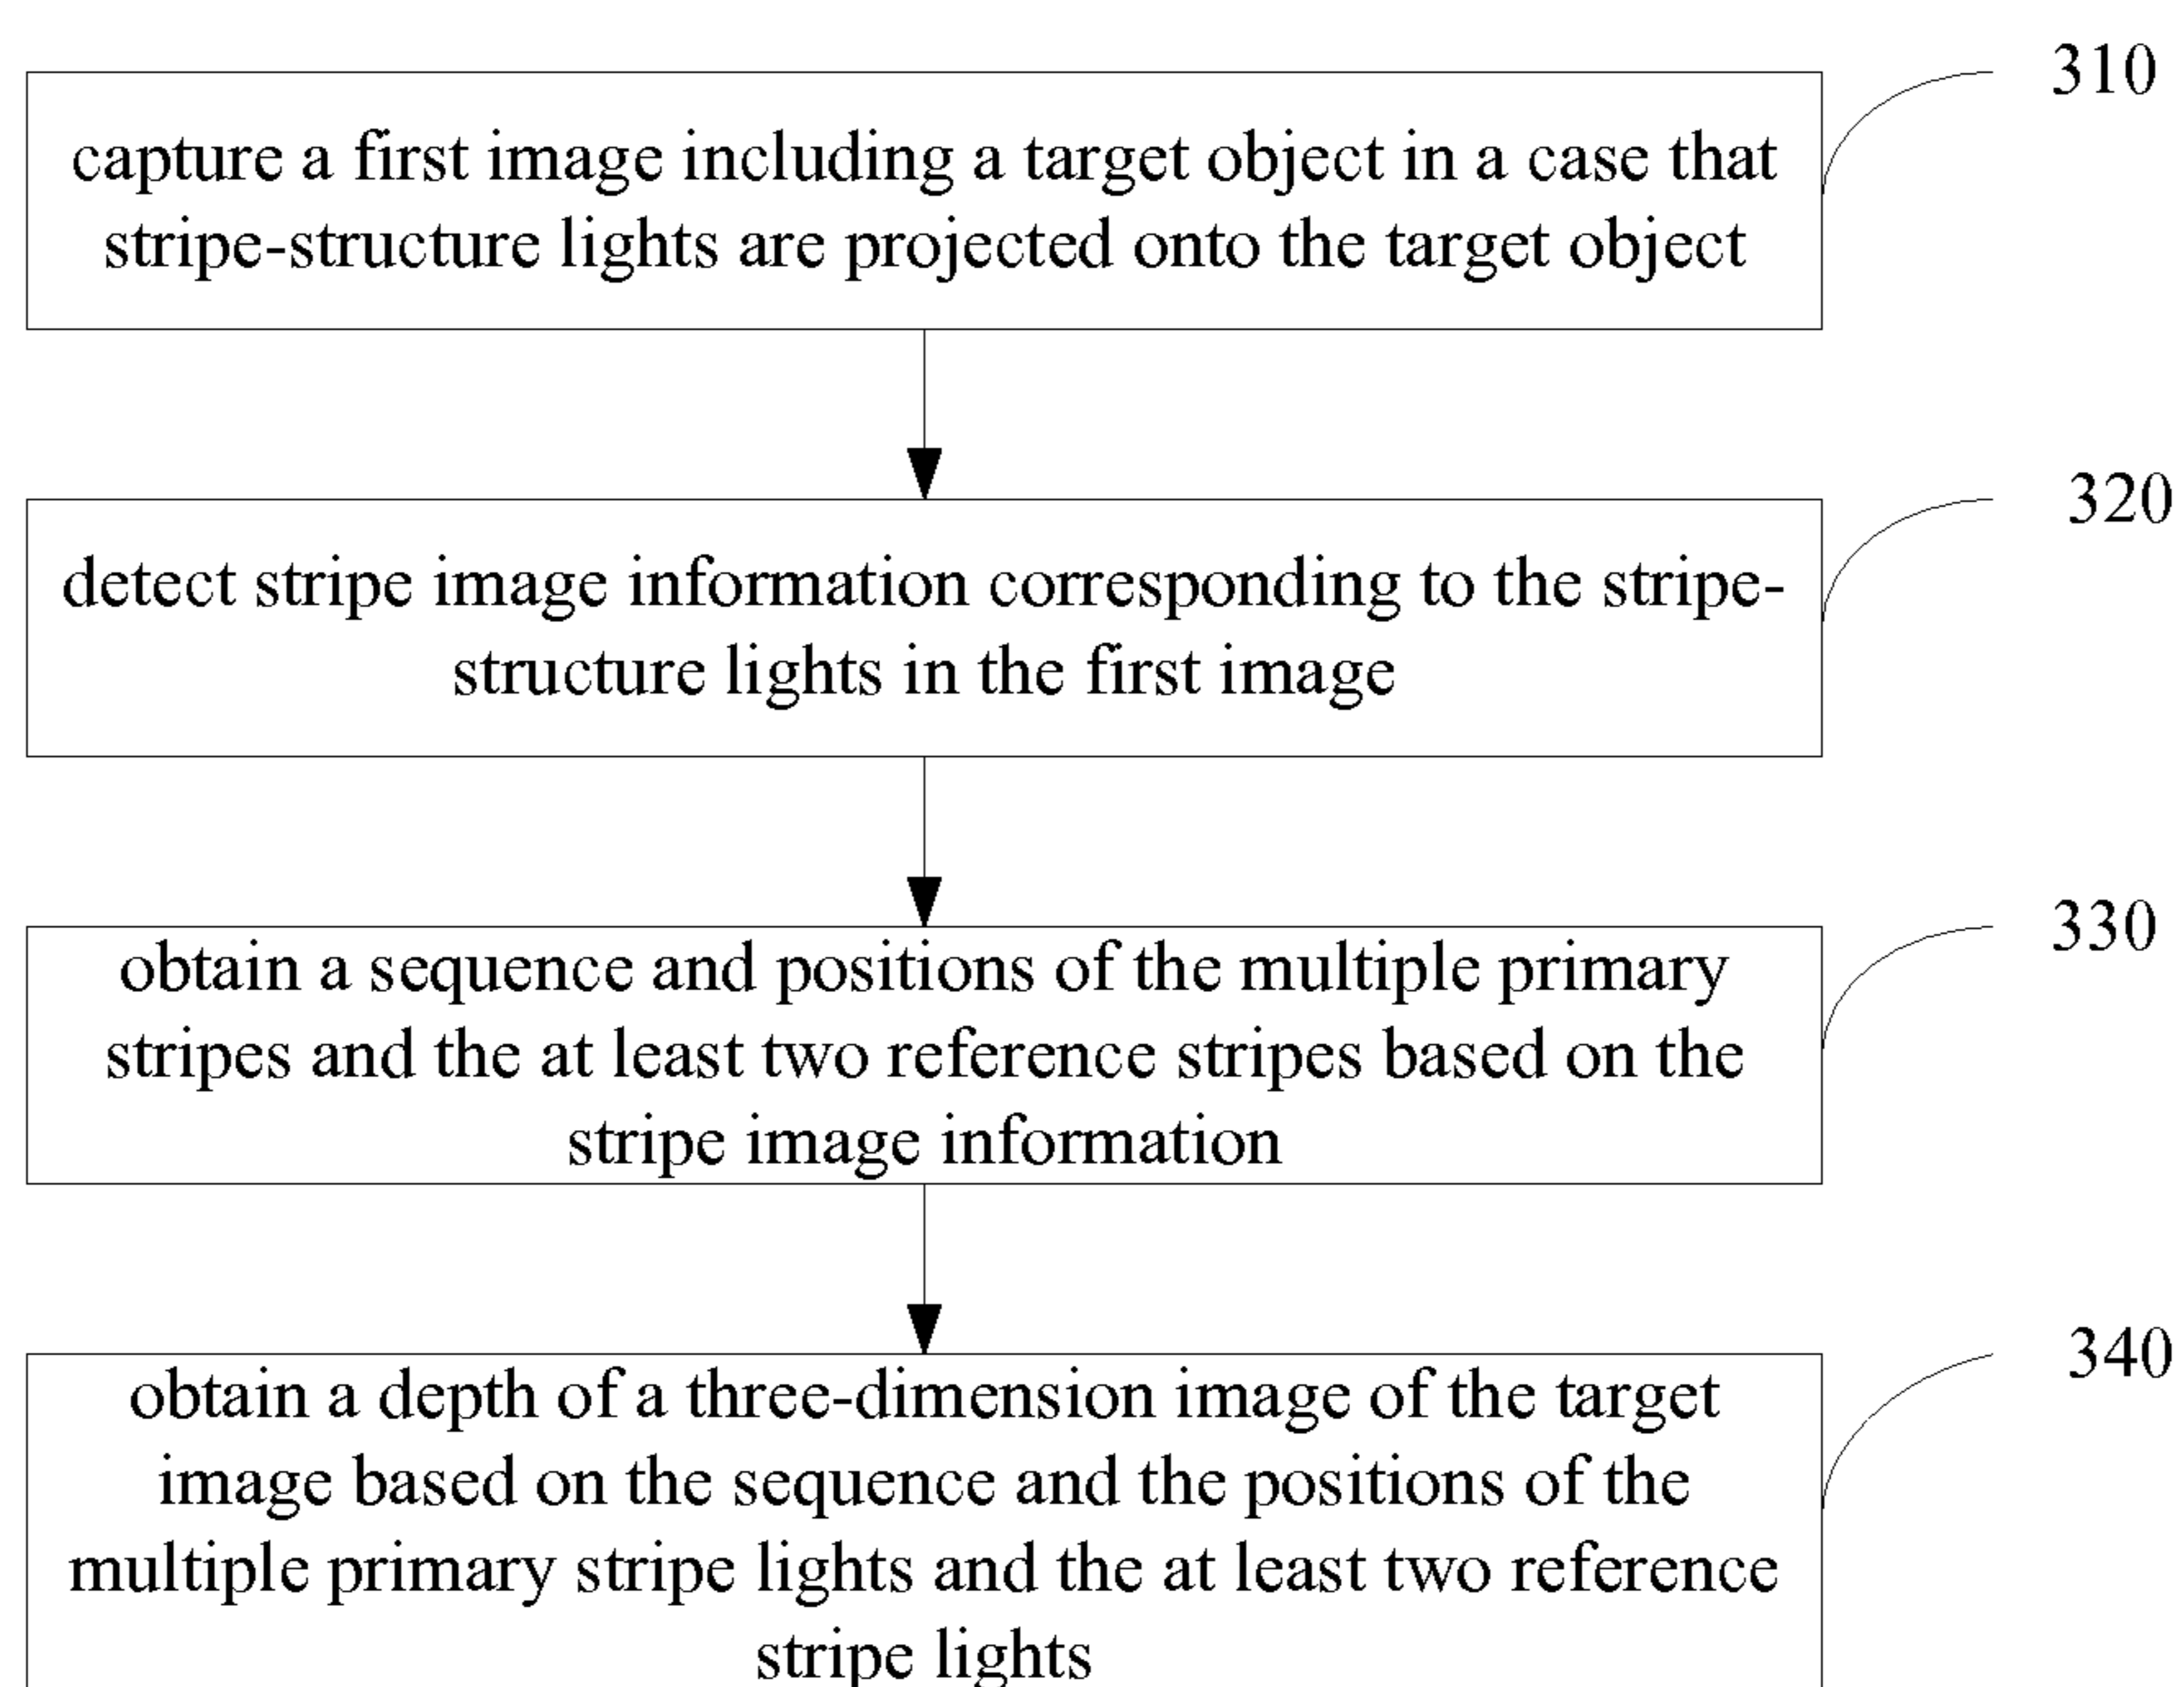 310
capture a first image including a target object in a case that
stripe-structure lights are projected onto the target object
320
detect stripe image information corresponding to the stripe-
structure lights in the first image
330
obtain a sequence and positions of the multiple primary
stripes and the at least two reference stripes based on the
stripe image information
340
obtain a depth of a three-dimension image of the target
image based on the sequence and the positions of the
multiple primary stripe lights and the at least two reference
stripe lights